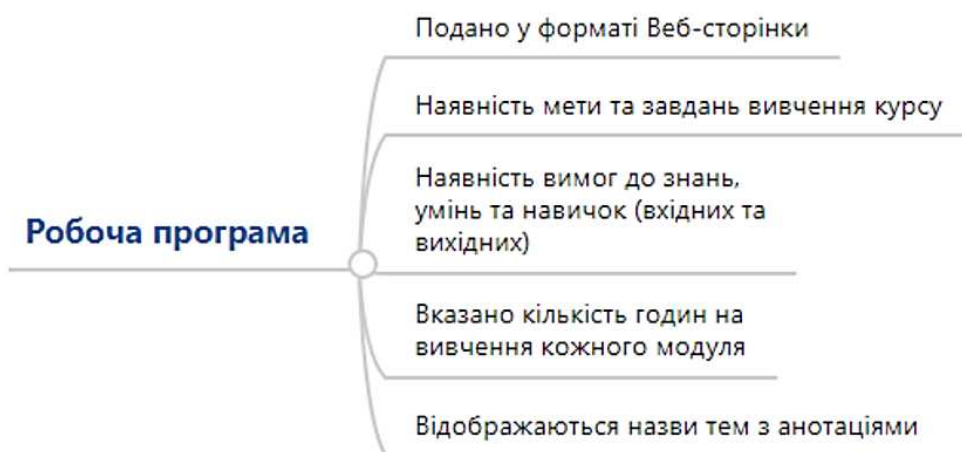 Подано у форматі Веб-сторінки
Наявність мети та завдань вивчення курсу
Наявність вимог до знань,
умінь та навичок (вхідних та
вихідних)
Робоча програма
Вказано кількість годин на
вивчення кожного модуля
Відображаються назви тем з анотаціями